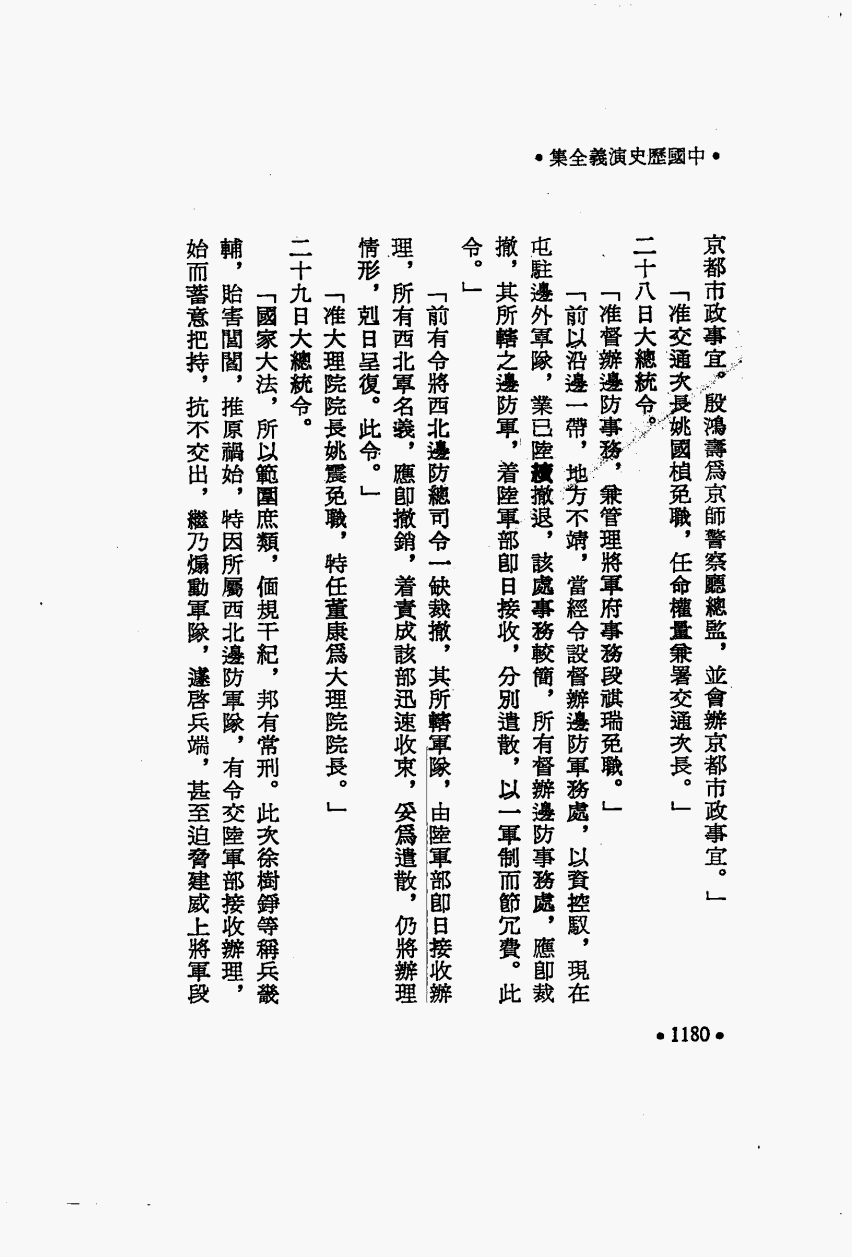 •中國歷史演義全集•
京都市政事宜。殷鴻壽爲京師警察廳總監，並會辦京都市政事宜。」
「准交通次長姚國楨免職，任命權量兼署交通次長。」
二十八日大總統令。
「准督辦邊防事務，兼管理將軍府事務段祺瑞免職。」
「前以沿邊一帶，地方不靖，當經令設督辦邊防軍務處，以資控馭，現在
屯駐邊外軍隊，業已陸續撤退，該處事務較簡，所有督辦邊防事務處，應卽裁
撤，其所轄之邊防軍，着陸軍部卽日接收，分別遣散，以一軍制而節冗費。此
令。」
「前有令將西北邊防總司令一缺裁撤，其所轄軍隊，由陸軍部卽日接收辦
理，所有西北軍名義，應卽撤銷，着責成該部迅速收束，妥爲遣散，仍將辦理
情形，剋日呈復。此令。」
「准大理院院長姚震免職，特任董康爲大理院院長。」
二十九日大總統令。
「國家大法，所以範圍庶類，偭規干紀，邦有常刑。此次徐樹錚等稱兵畿
輔，貽害閭閻，推原禍始，特因所屬西北邊防軍隊，有令交陸軍部接收辦理，
始而蓄意把持，抗不交出，繼乃煽動軍隊，遽啓兵端，甚至迫脅建威上將軍段
•1180•